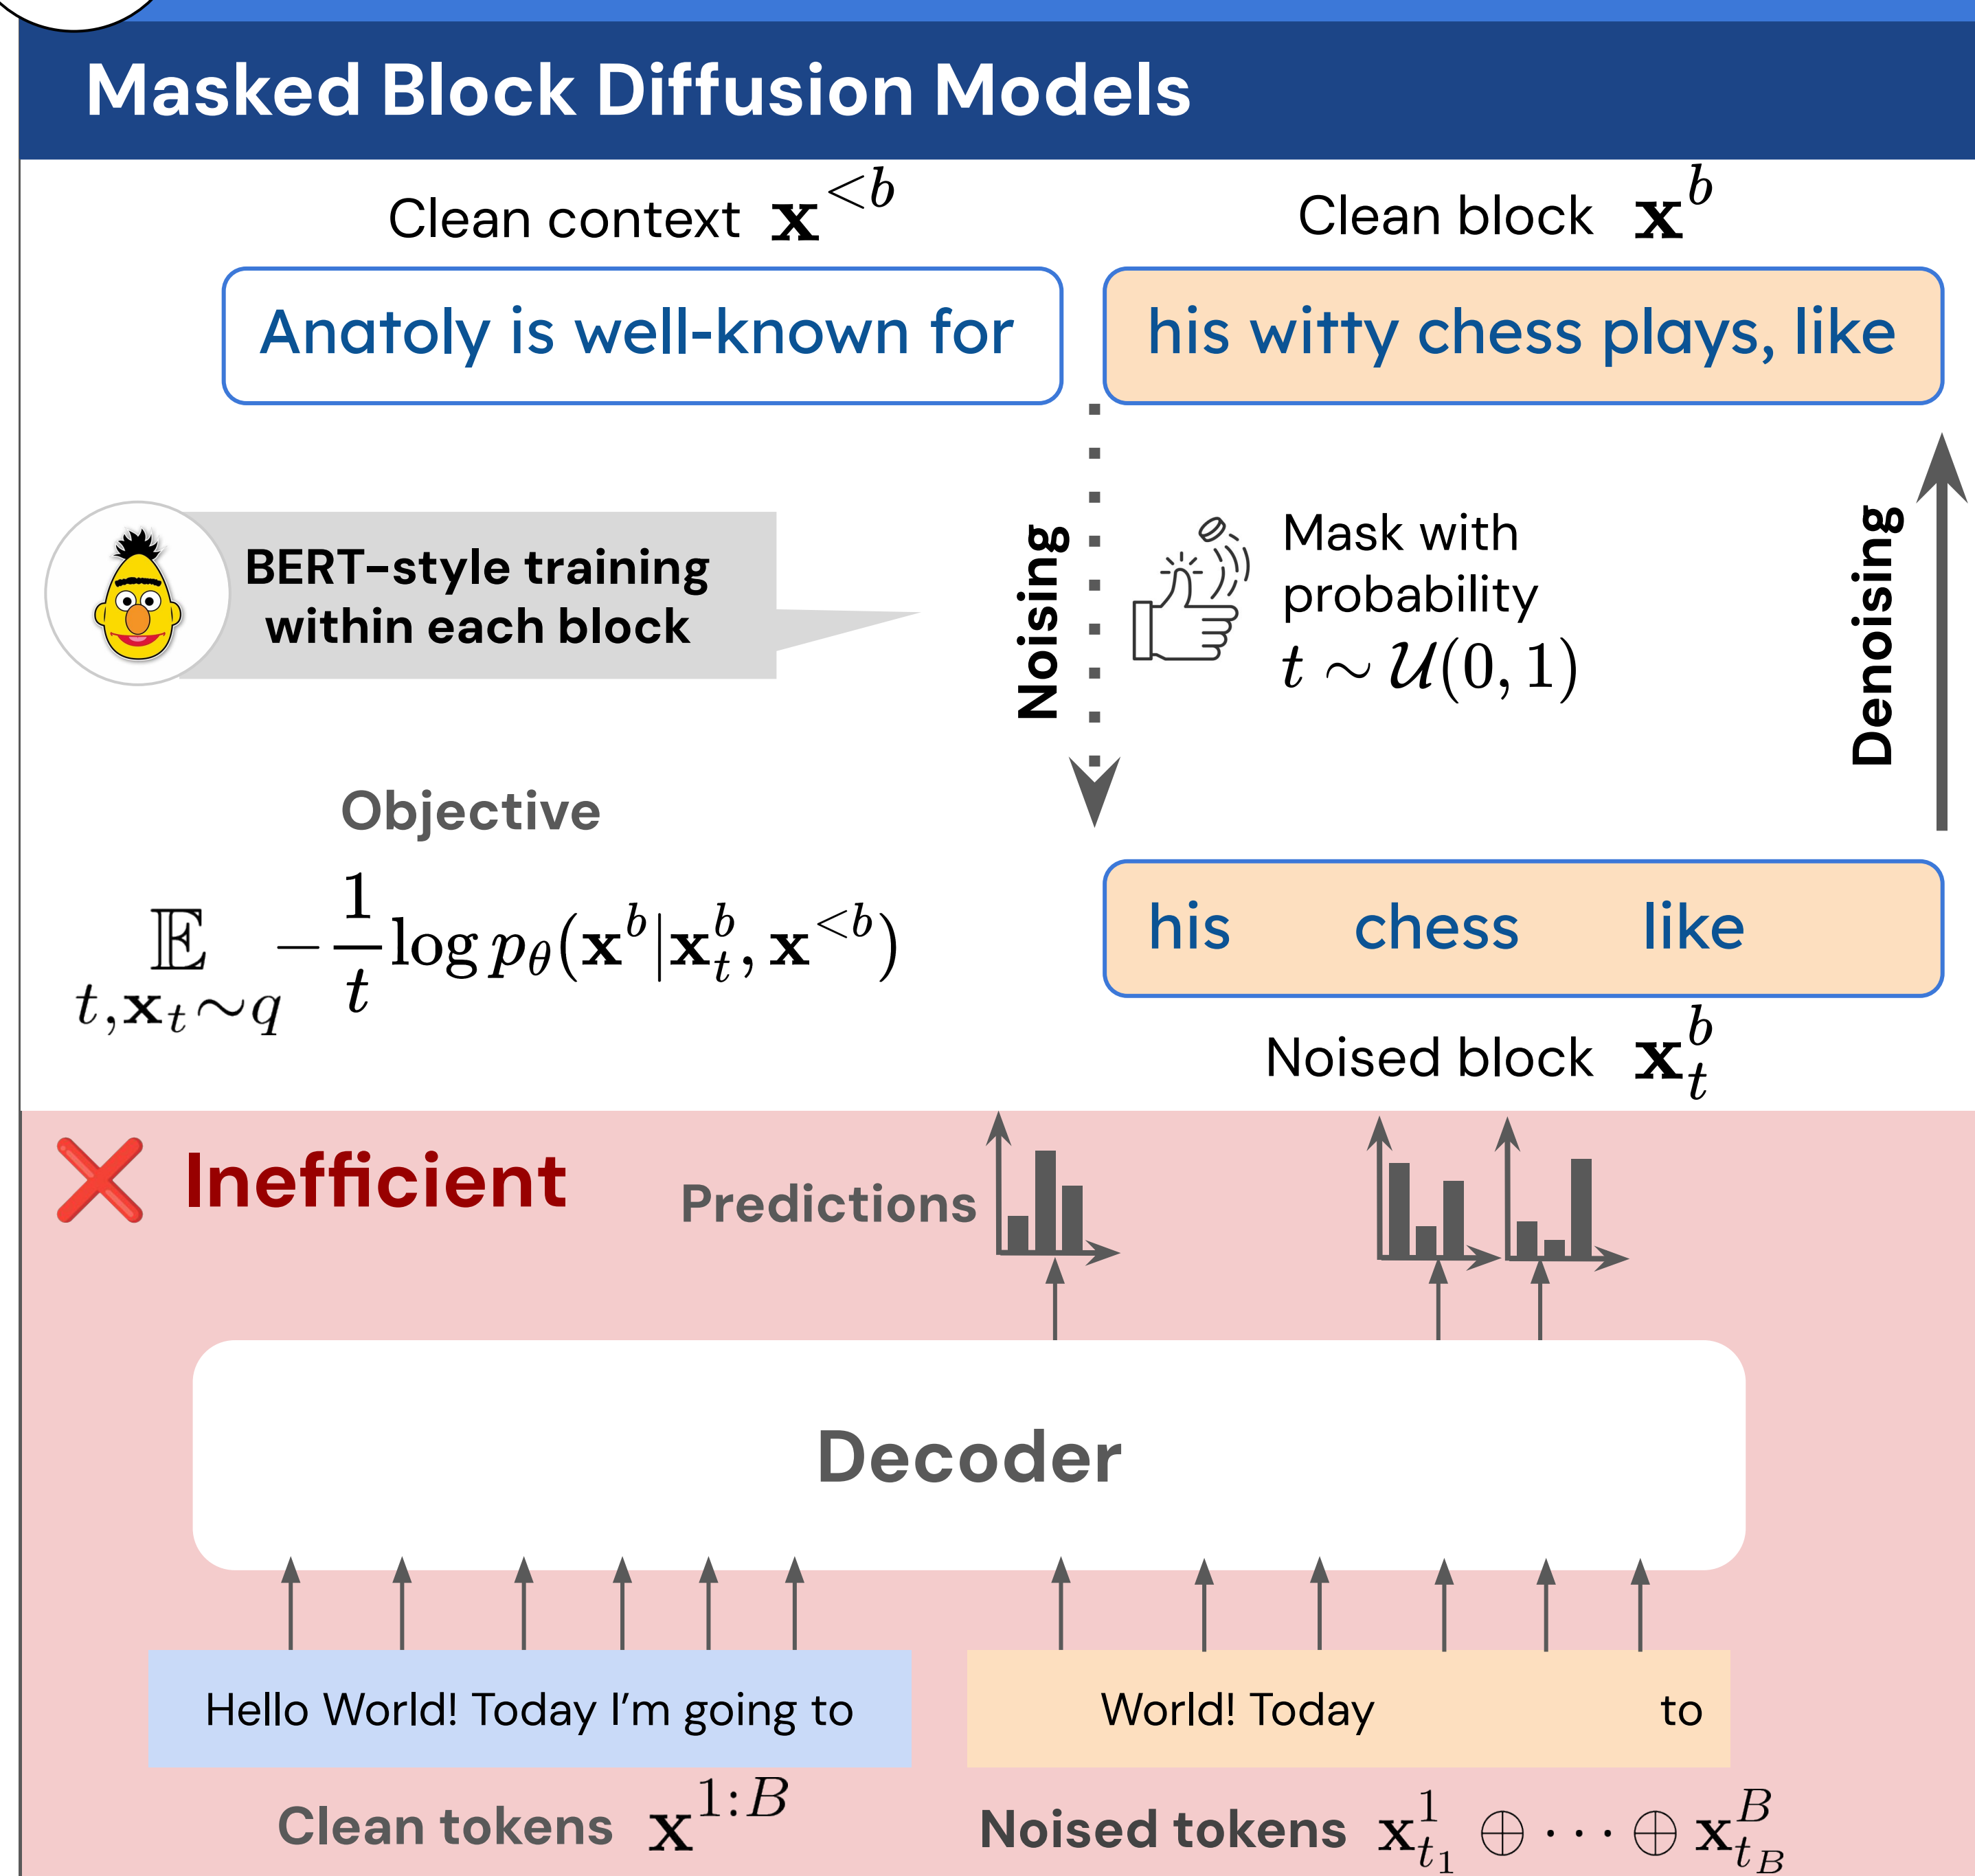 Masked Block Diffusion Models
Clean context x^{<b}
Clean block x^b
Anatoly is well-known for
his witty chess plays, like
BERT-style training
within each block
Noising
Mask with
probability
t ∼ 𝒰(0, 1)
Denoising
Objective
𝔼_{t,x_t∼q} −\frac{1}{t} log p_θ(x^b|x_t^b, x^{<b})
his chess like
Noised block x_t^b
❌ Inefficient
Predictions
Decoder
Hello World! Today I'm going to
World! Today to
Clean tokens x^{1:B}
Noised tokens x_{t_1}^1 ⊕ ⋯ ⊕ x_{t_B}^B